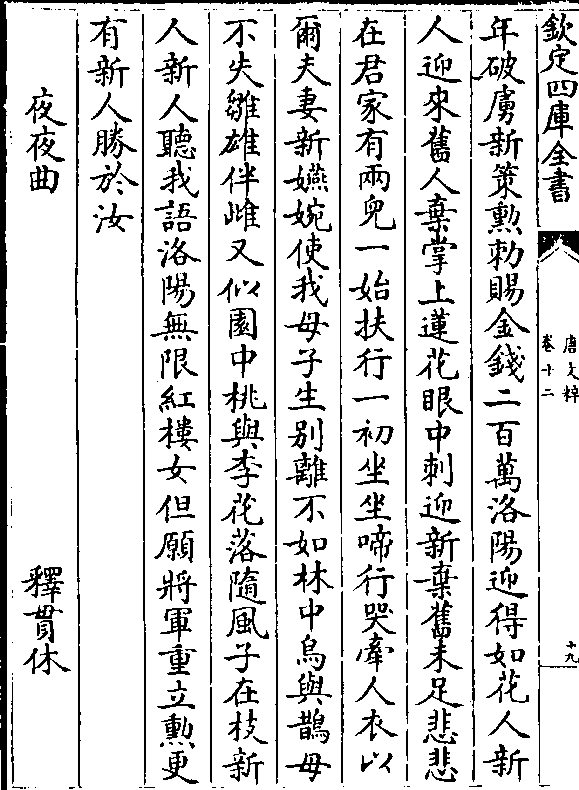 欽定四庫全書
唐文粹
卷十二
十九
年破虜新策勲勅賜金錢二百萬洛陽迎得如花人新
人迎來舊人棄掌上蓮花眼中刺迎新棄舊未足悲悲
在君家有兩兒一始扶行一初坐坐啼行哭牽人衣以
爾夫妻新嬿婉使我母子生别離不如林中烏與鵲母
不失雛雄伴雌又似園中桃與李花落隨風子在枝新
人新人聽我語洛陽無限紅樓女但願將軍重立勲更
有新人勝於汝
夜夜曲 釋貫休